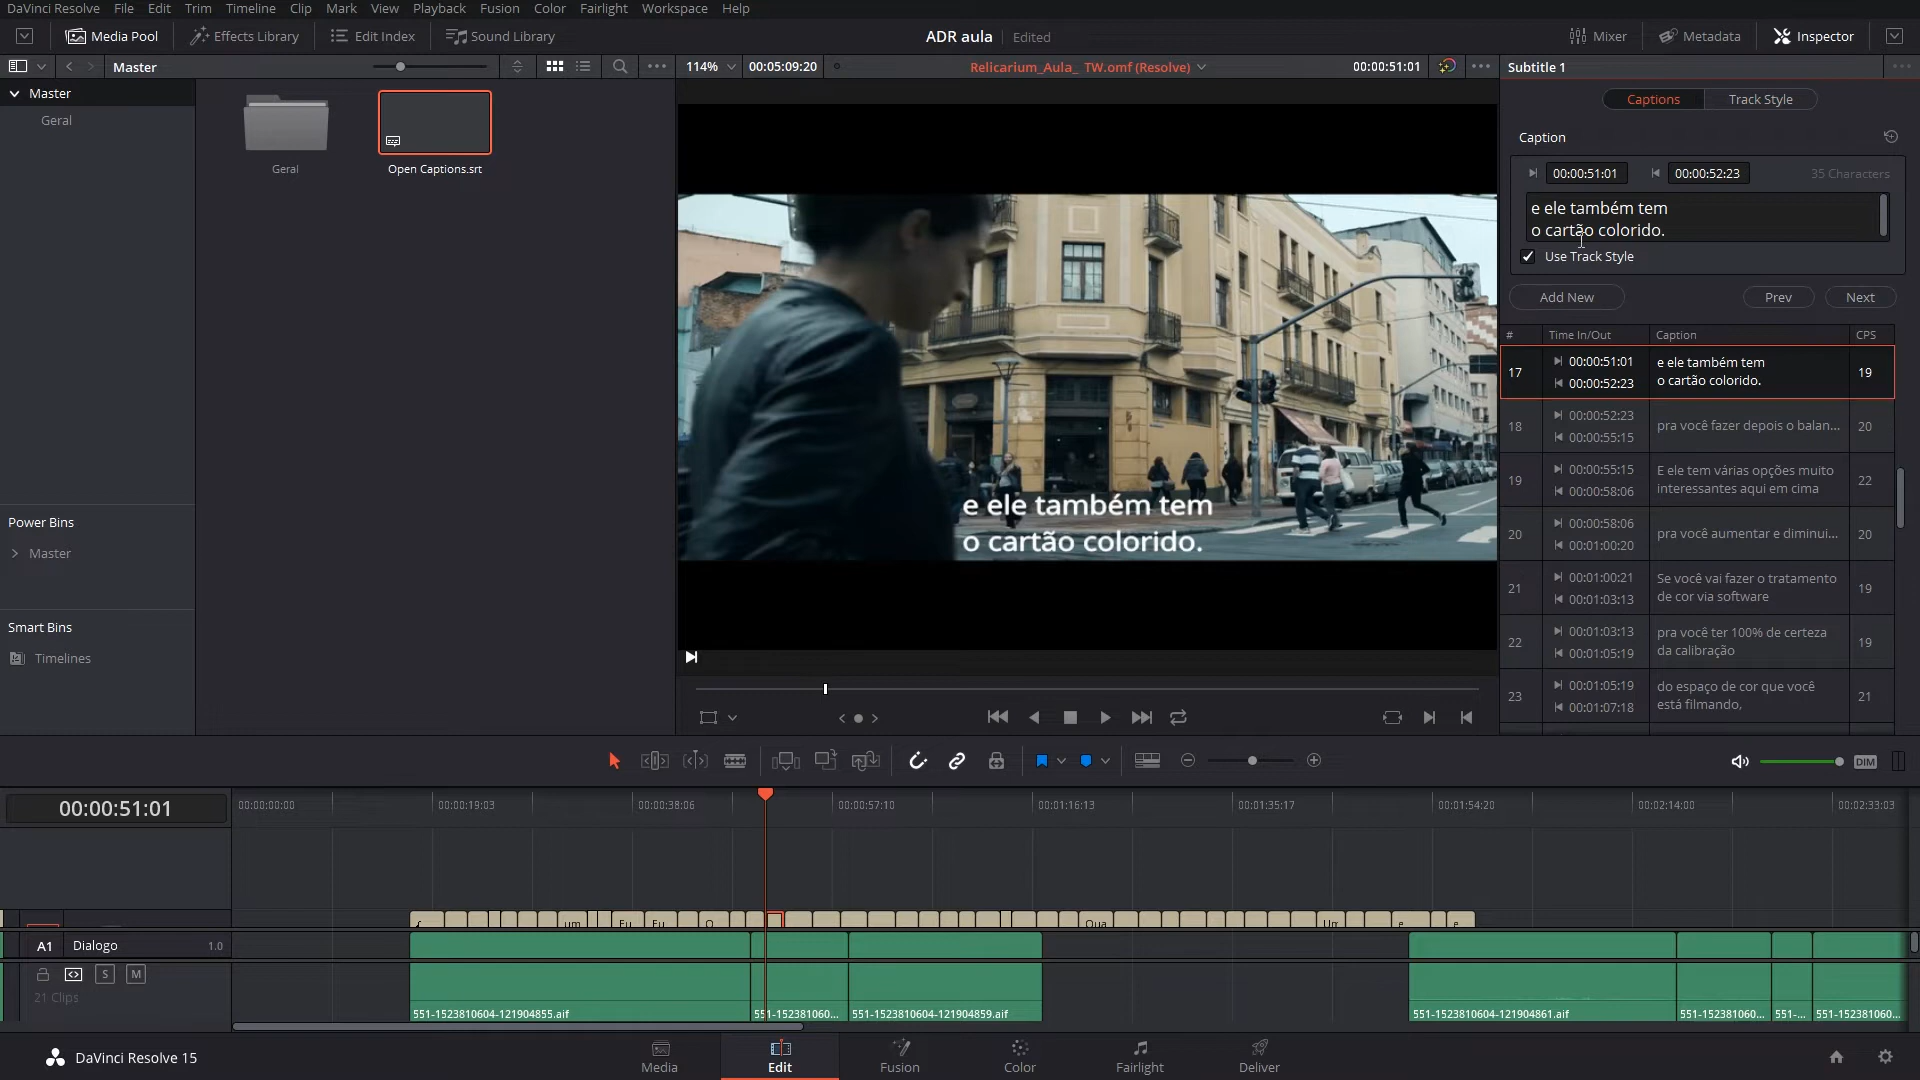 DaVinci Resolve File Edit Trim Timeline Clip Mark View Playback Fusion Color Fairlight Workspace Help
Media Pool Effects Library Edit Index Sound Library ADR aula Edited Mixer Metadata Inspector
Master 114% 00:05:09:20 Relicarium_Aula_ TW.omf (Resolve) 00:00:51:01 Subtitle 1
Master
Geral
Geral
Open Captions.srt
Power Bins
Master
Smart Bins
Timelines
e ele também tem
o cartão colorido.
Captions Track Style
Caption
00:00:51:01 00:00:52:23 35 Characters
e ele também tem
o cartão colorido.
Use Track Style
Add New Prev Next
# Time In/Out Caption CPS
17 00:00:51:01 00:00:52:23 e ele também tem o cartão colorido. 19
18 00:00:52:23 00:00:55:15 pra você fazer depois o balan... 20
19 00:00:55:15 00:00:58:06 E ele tem várias opções muito interessantes aqui em cima 22
20 00:00:58:06 00:01:00:20 pra você aumentar e diminui... 20
21 00:01:00:21 00:01:03:13 Se você vai fazer o tratamento de cor via software 19
22 00:01:03:13 00:01:05:19 pra você ter 100% de certeza da calibração 19
23 00:01:05:19 00:01:07:18 do espaço de cor que você está filmando, 21
DIM
00:00:51:01 00:00:00:00 00:00:19:03 00:00:38:06 00:00:57:10 00:01:16:13 00:01:35:17 00:01:54:20 00:02:14:00 00:02:33:03
um Eu Eu O Qua Um e e
A1 Dialogo 1.0
S M
21 Clips
551-1523810604-121904855.aif 551-152381060... 551-1523810604-121904859.aif 551-1523810604-121904861.aif 551-152381060... 551-... 551-152381060...
DaVinci Resolve 15 Media Edit Fusion Color Fairlight Deliver